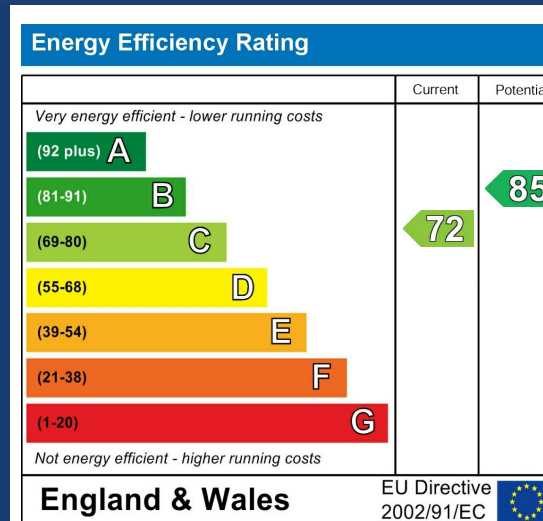 Energy Efficiency Rating
Current Potentia
Very energy efficient - lower running costs
(92 plus) A
(81-91) B
85
(69-80) C
72
(55-68) D
(39-54) E
(21-38) F
(1-20) G
Not energy efficient - higher running costs
England & Wales
EU Directive
2002/91/EC